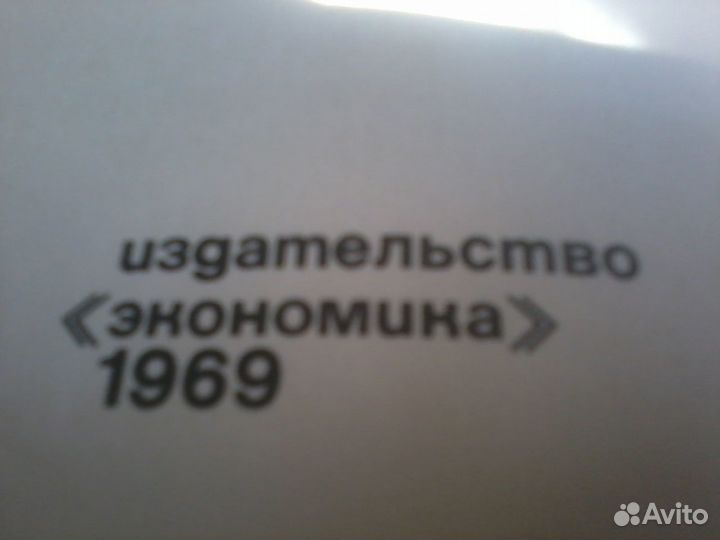 издательство
«экономика»
1969
Avito